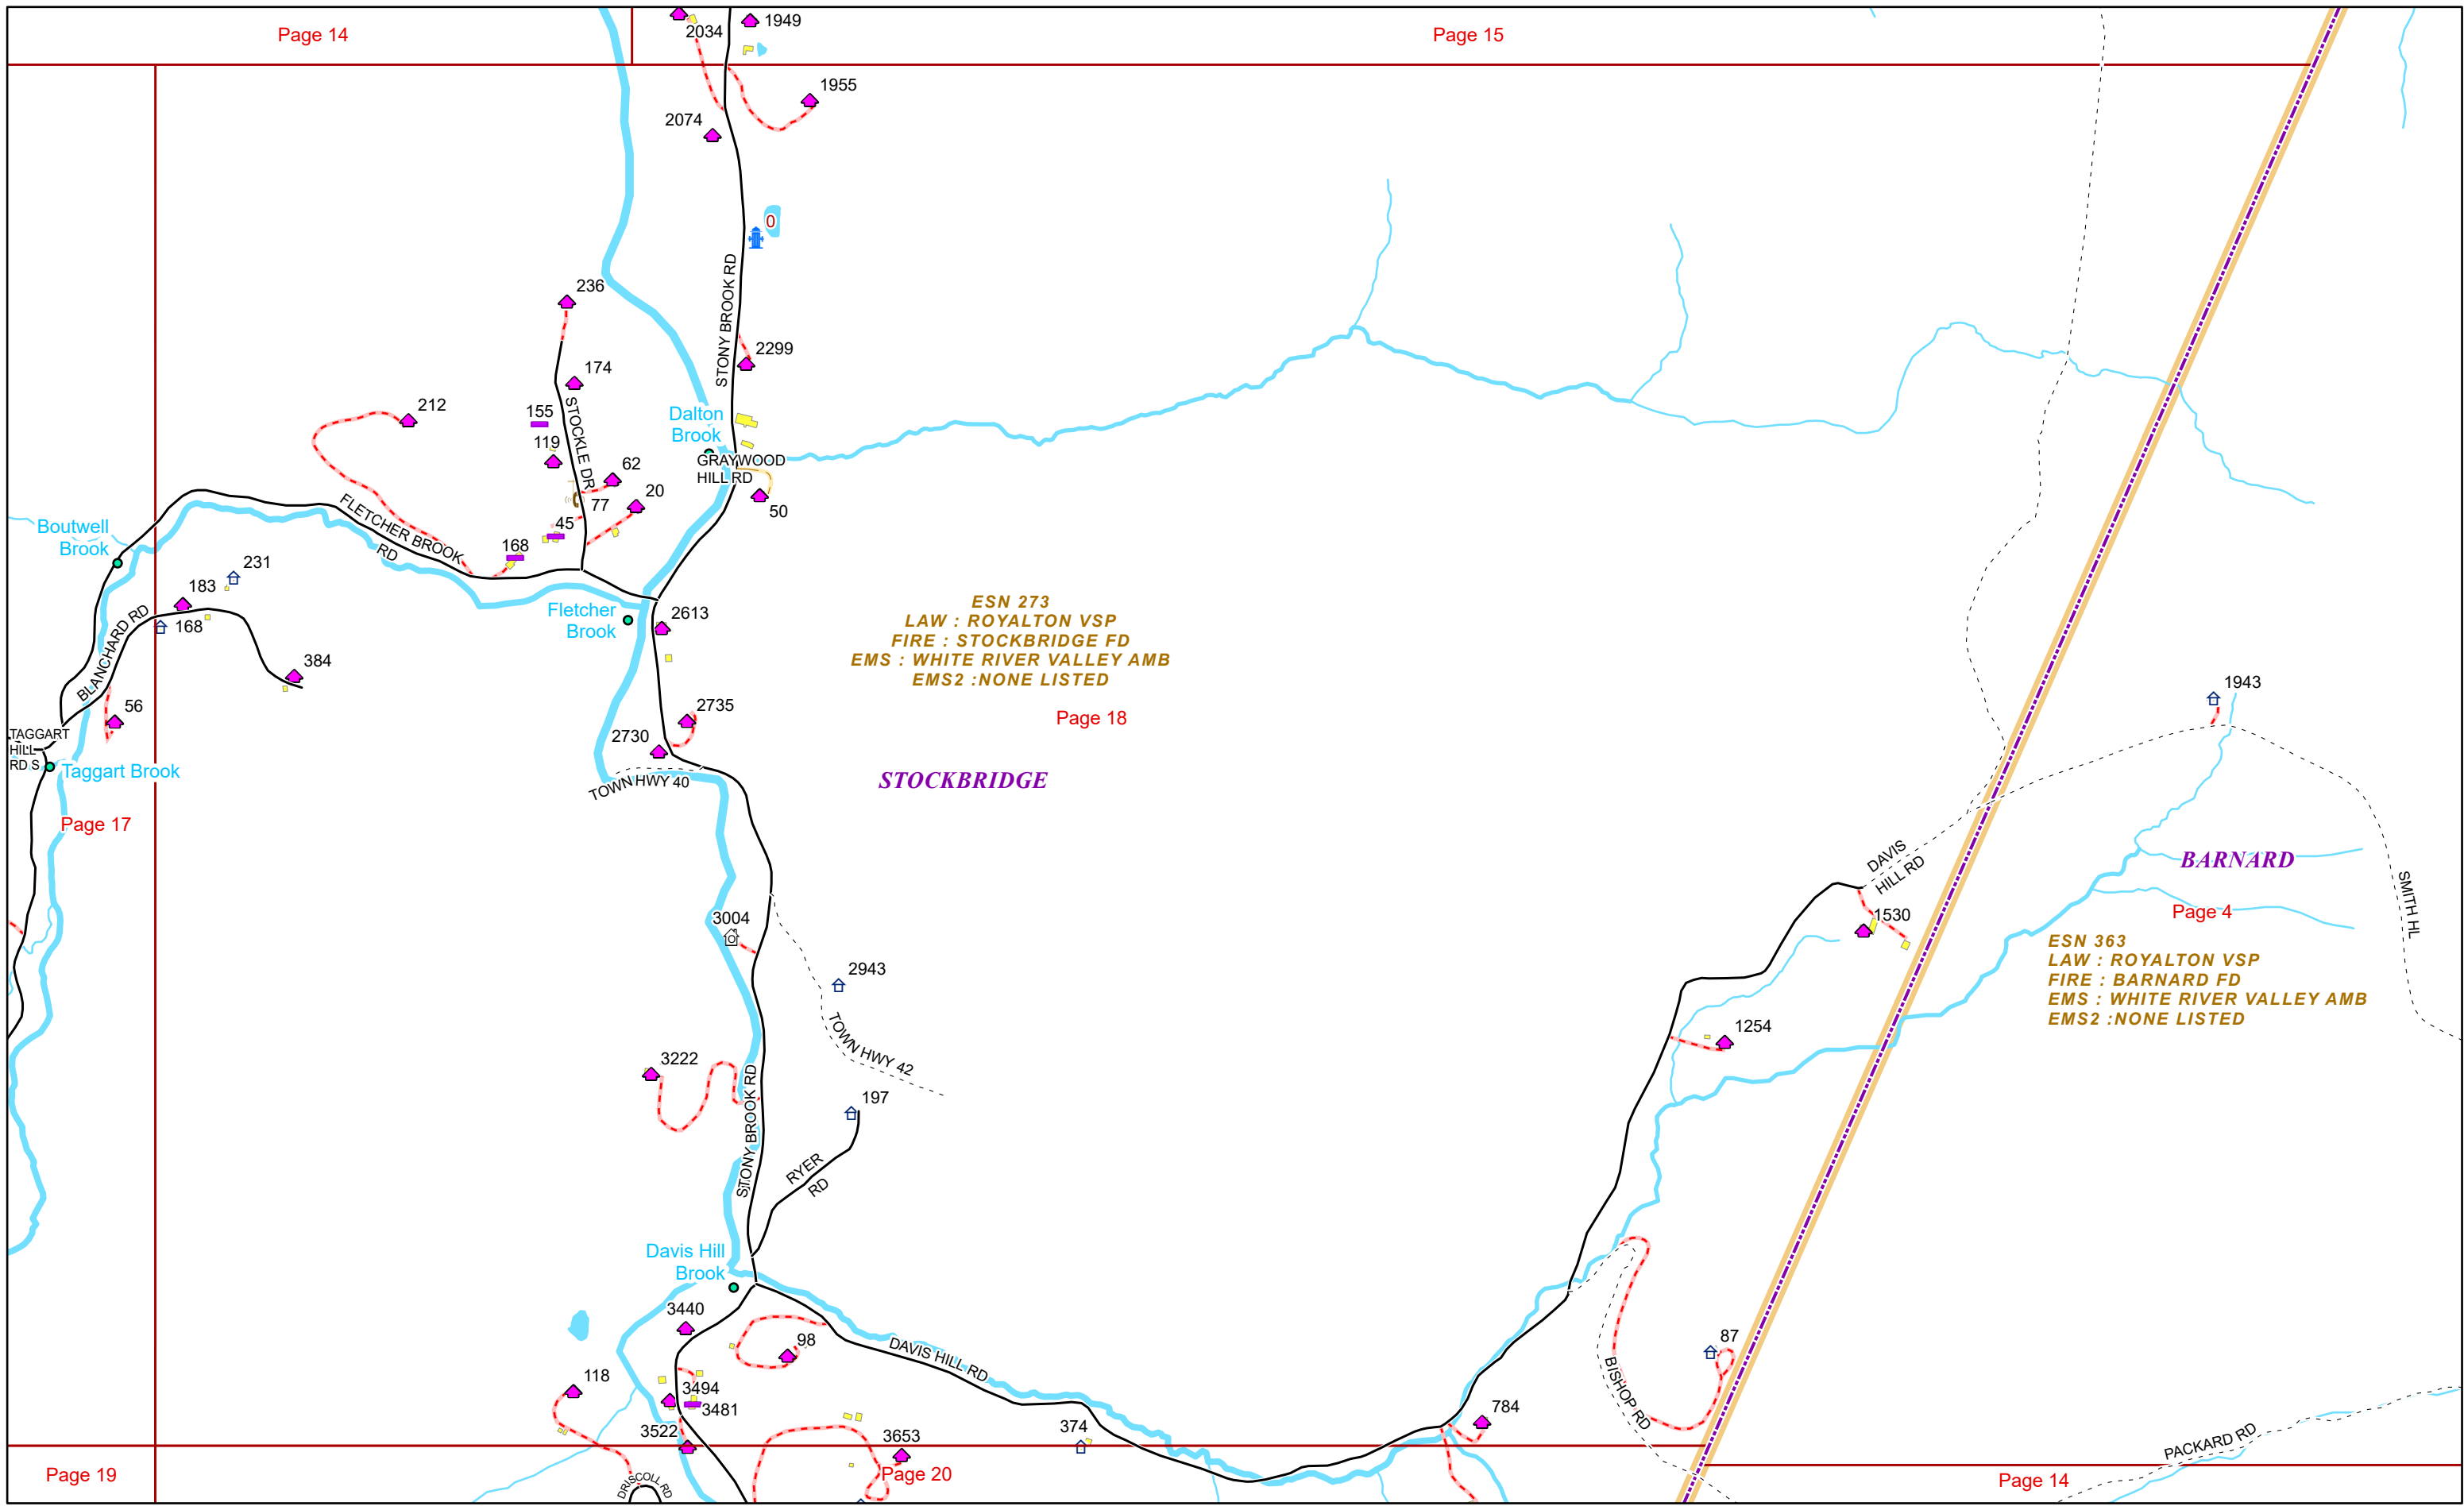 Page 14
2034
1949
Page 15
1955
2074
0
236
STONY BROOK RD
2299
174
212
155
STOCKLE DR
Dalton
Brook
119
62
GRAYWOOD
HILL RD
20
77
50
FLETCHER BROOK
RD
45
168
Boutwell
Brook
231
183
BLANCHARD RD
168
Fletcher
Brook
2613
ESN 273
LAW : ROYALTON VSP
FIRE : STOCKBRIDGE FD
EMS : WHITE RIVER VALLEY AMB
EMS2 :NONE LISTED
384
56
2735
Page 18
1943
TAGGART
HILL
RD S
2730
Taggart Brook
TOWN HWY 40
STOCKBRIDGE
Page 17
DAVIS
HILL RD
BARNARD
SMITH HL
3004
1530
Page 4
ESN 363
LAW : ROYALTON VSP
FIRE : BARNARD FD
EMS : WHITE RIVER VALLEY AMB
EMS2 :NONE LISTED
2943
TOWN HWY 42
1254
3222
197
STONY BROOK RD
RYER
RD
Davis Hill
Brook
3440
98
DAVIS HILL RD
87
BISHOP RD
118
3494
3481
784
3522
3653
374
PACKARD RD
Page 19
DRISCOLL RD
Page 20
Page 14